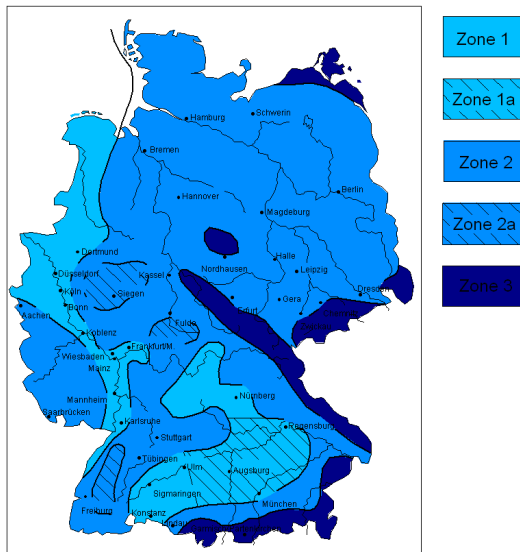 Zone 1
Zone 1a
Zone 2
Zone 2a
Zone 3
Schwerin
Hamburg
Bremen
Berlin
Hannover
Magdeburg
Dortmund
Halle
Nordhausen
Leipzig
Düsseldorf
Kassel
Köln
Siegen
Dresden
Bonn
Erfurt
Gera
Aachen
Fulda
Koblenz
Frankfurt/M.
Wiesbaden
Mainz
Mannheim
Nürnberg
Saarbrücken
Karlsruhe
Regensburg
Stuttgart
Tübingen
Ulm
Augsburg
Sigmaringen
München
Freiburg
Konstanz
Lindau